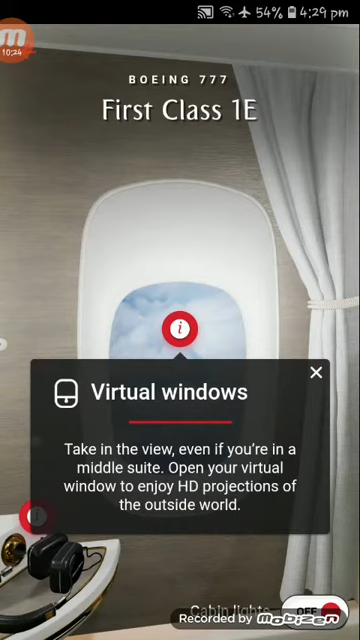 54% 4:29 pm
m
10:24
BOEING 777
First Class 1E
i
Virtual windows
Take in the view, even if you're in a
middle suite. Open your virtual
window to enjoy HD projections of
the outside world.
Cabin lights OFF
Recorded by Mobizen